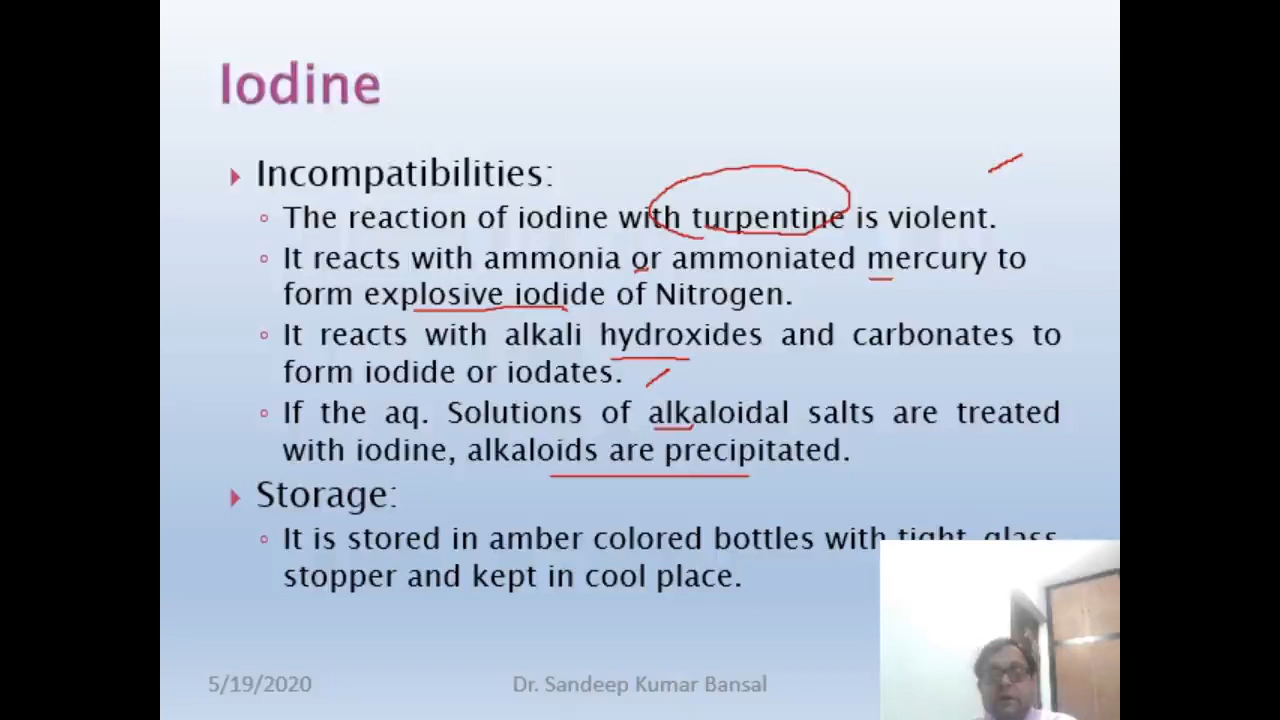 Iodine
Incompatibilities:
The reaction of iodine with turpentine is violent.
It reacts with ammonia or ammoniated mercury to
form explosive iodide of Nitrogen.
It reacts with alkali hydroxides and carbonates to
form iodide or iodates.
If the aq. Solutions of alkaloidal salts are treated
with iodine, alkaloids are precipitated.
Storage:
It is stored in amber colored bottles with tight glass
stopper and kept in cool place.
5/19/2020
Dr. Sandeep Kumar Bansal